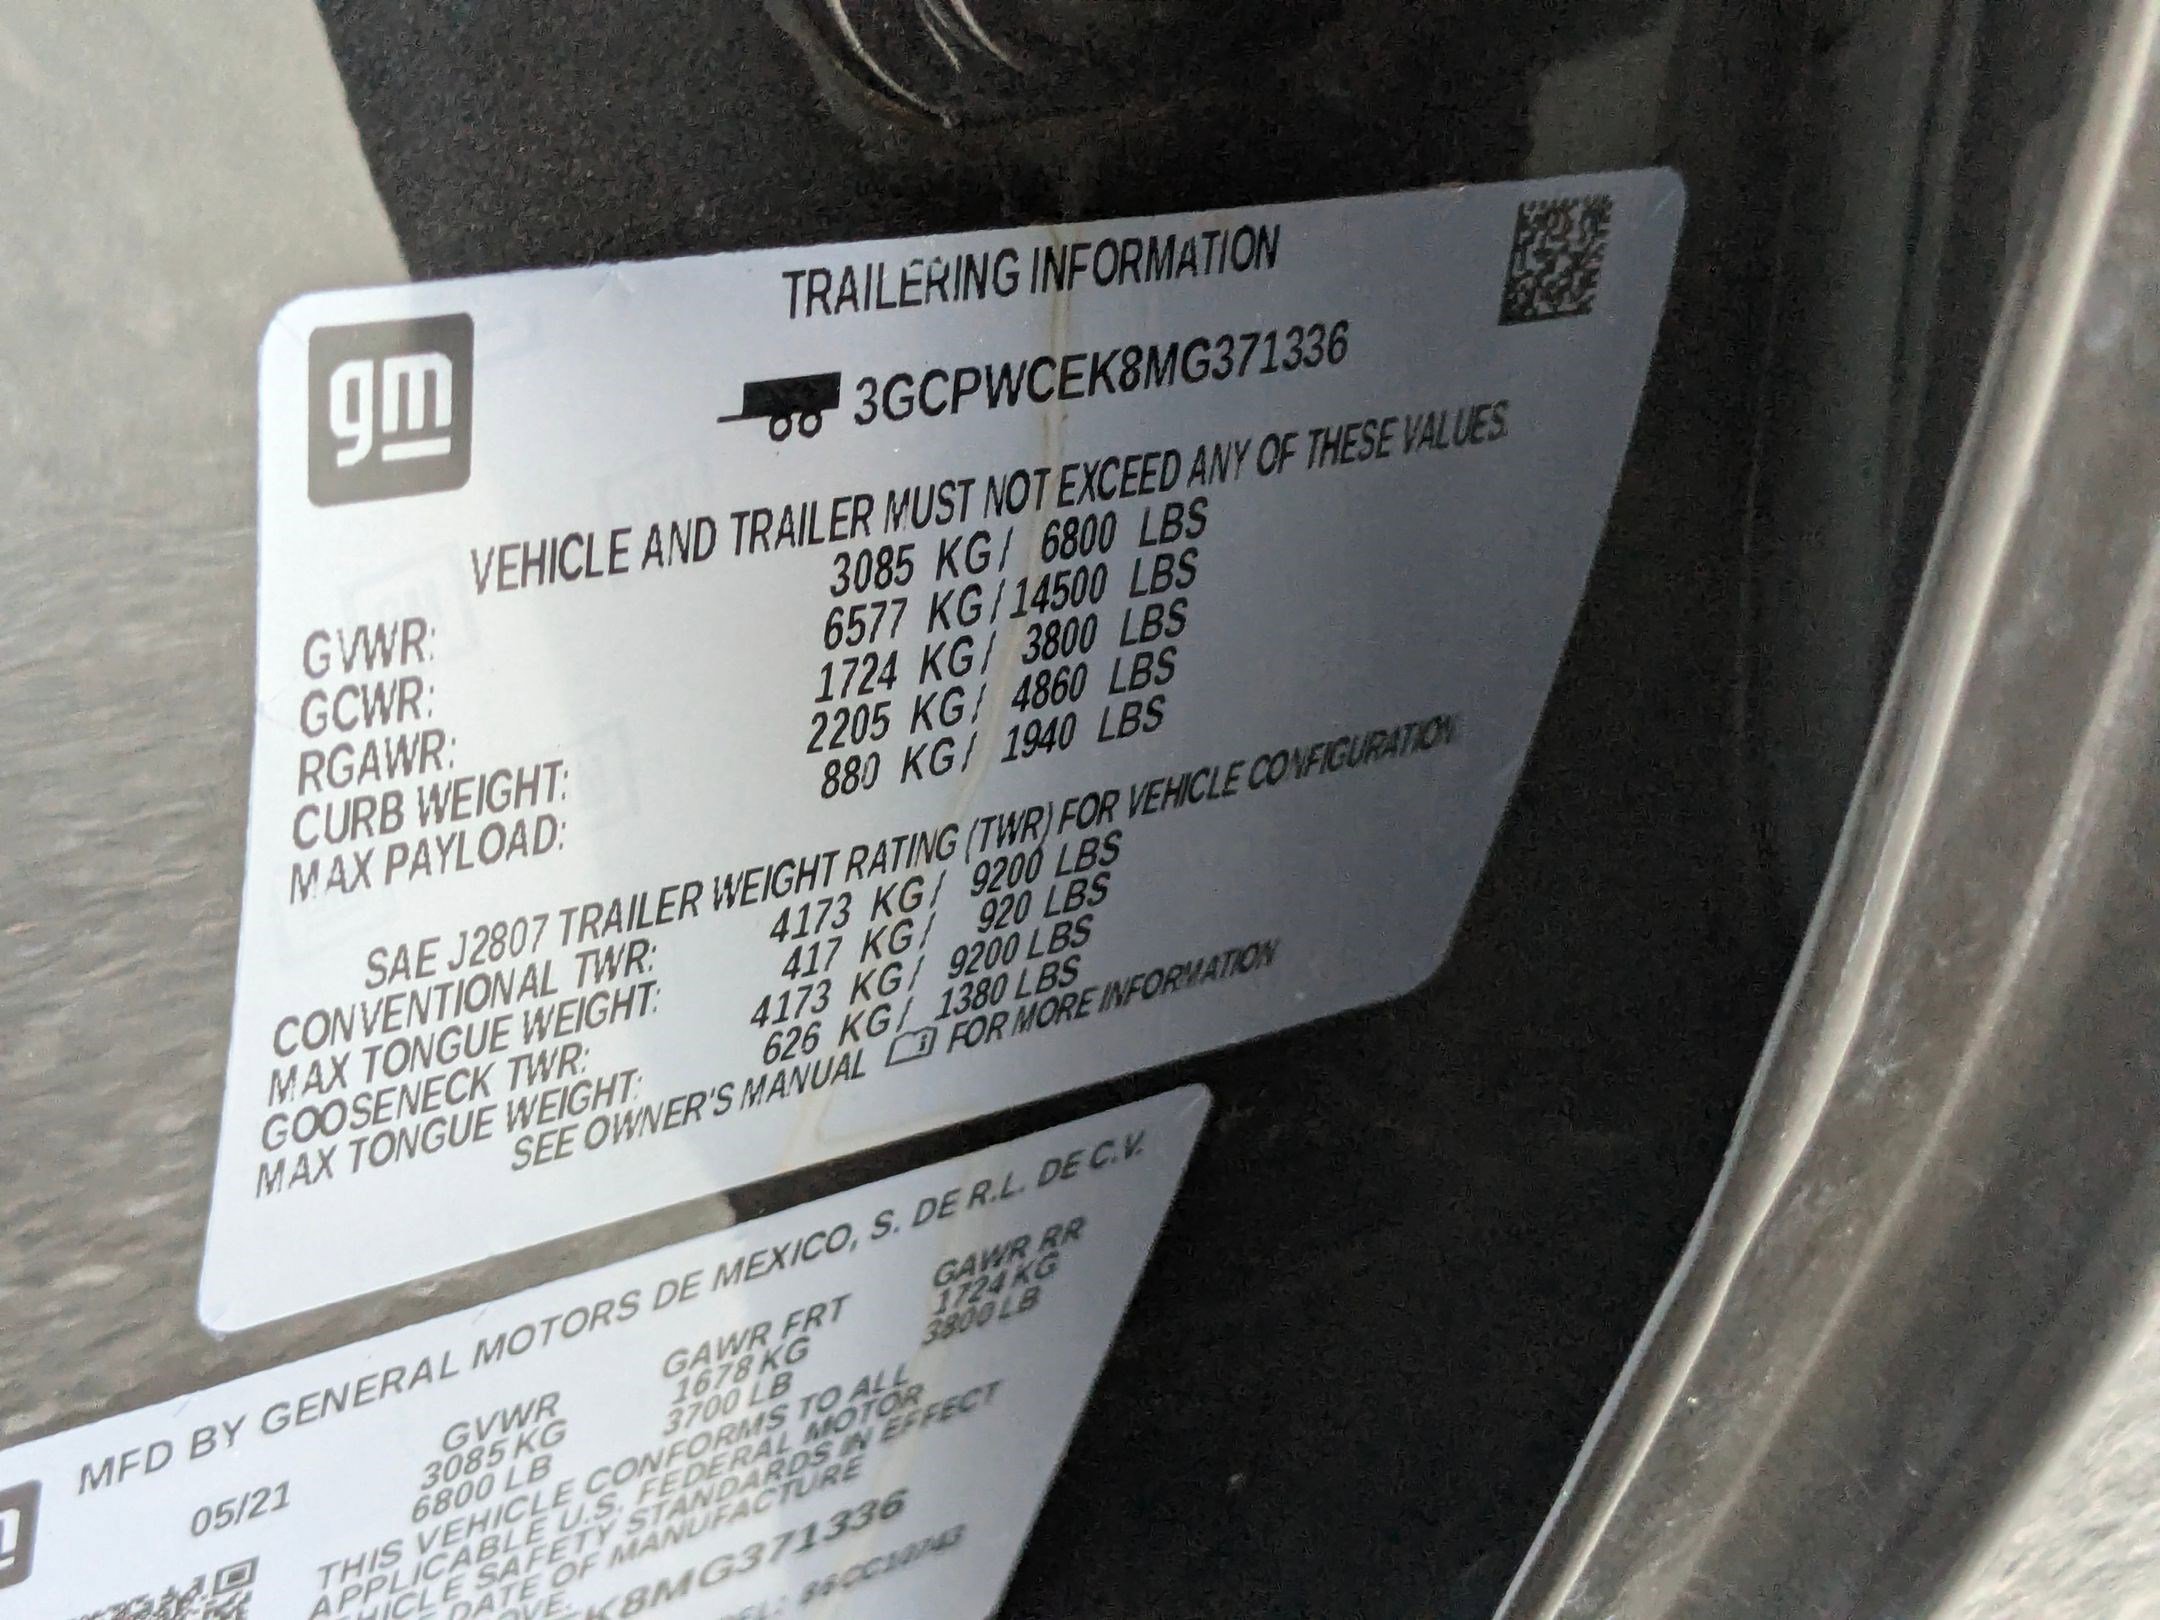 gm
TRAILERING INFORMATION
3GCPWCEK8MG371336
VEHICLE AND TRAILER MUST NOT EXCEED ANY OF THESE VALUES.
GVWR: 3085 KG/ 6800 LBS
GCWR: 6577 KG/14500 LBS
RGAWR: 1724 KG/ 3800 LBS
CURB WEIGHT: 2205 KG/ 4860 LBS
MAX PAYLOAD: 880 KG/ 1940 LBS
SAE J2807 TRAILER WEIGHT RATING (TWR) FOR VEHICLE CONFIGURATION
CONVENTIONAL TWR: 4173 KG/ 9200 LBS
MAX TONGUE WEIGHT: 417 KG/ 920 LBS
GOOSENECK TWR: 4173 KG/ 9200 LBS
MAX TONGUE WEIGHT: 626 KG/ 1380 LBS
SEE OWNER'S MANUAL FOR MORE INFORMATION
MFD BY GENERAL MOTORS DE MEXICO, S. DE R.L. DE C.V.
05/21 GVWR GAWR FRT GAWR RR
3085 KG 1678 KG 1724 KG
6800 LB 3700 LB 3800 LB
THIS VEHICLE CONFORMS TO ALL
APPLICABLE U.S. FEDERAL MOTOR
VEHICLE SAFETY STANDARDS IN EFFECT
DATE OF MANUFACTURE
EK8MG371336